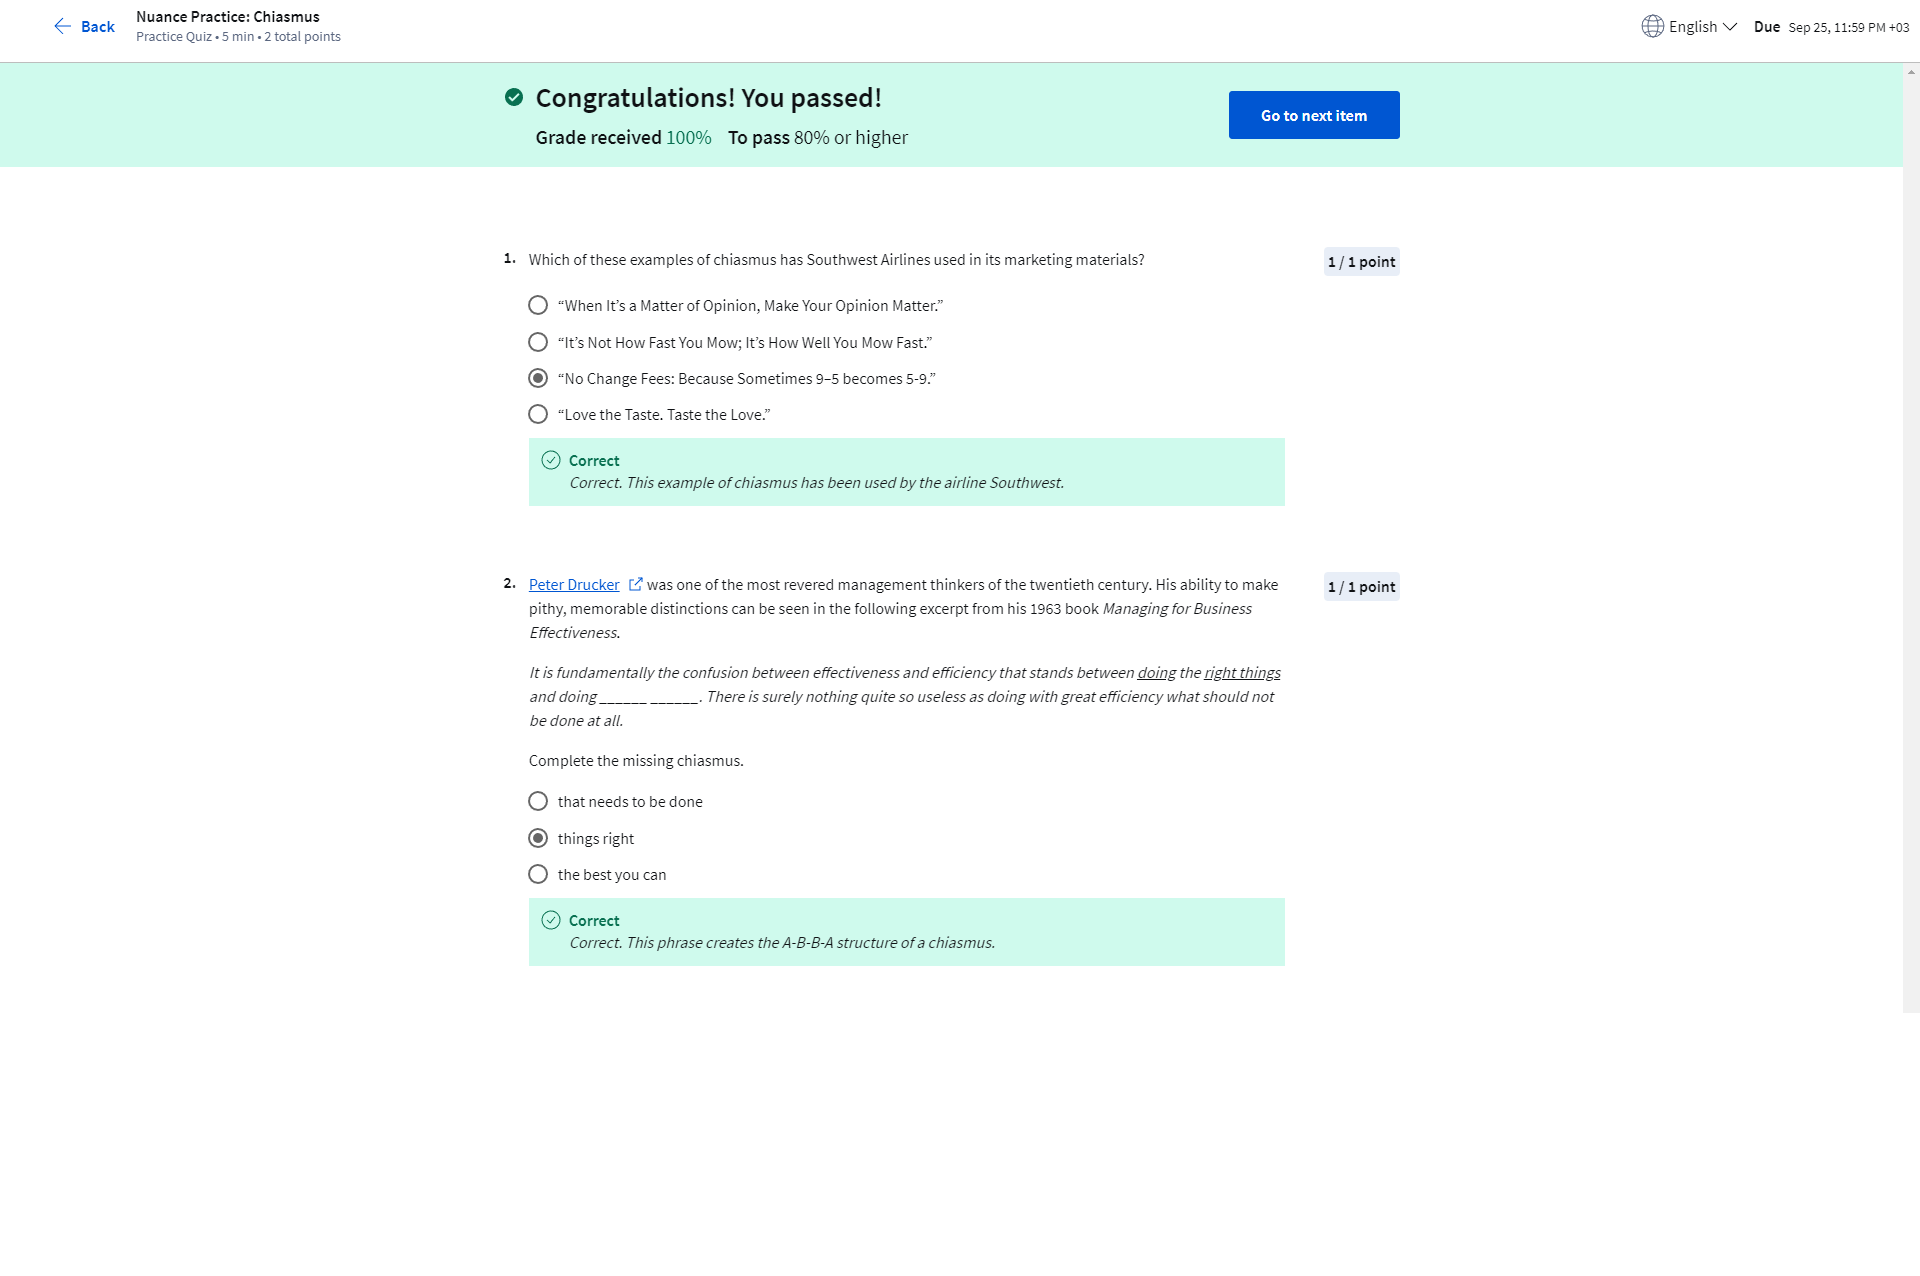 Back
Nuance Practice: Chiasmus
Practice Quiz • 5 min • 2 total points
English
Due Sep 25, 11:59 PM +03
Congratulations! You passed!
Grade received 100% To pass 80% or higher
Go to next item
1. Which of these examples of chiasmus has Southwest Airlines used in its marketing materials?
1 / 1 point
“When It’s a Matter of Opinion, Make Your Opinion Matter.”
“It’s Not How Fast You Mow; It’s How Well You Mow Fast.”
“No Change Fees: Because Sometimes 9–5 becomes 5-9.”
“Love the Taste. Taste the Love.”
Correct
Correct. This example of chiasmus has been used by the airline Southwest.
2. Peter Drucker was one of the most revered management thinkers of the twentieth century. His ability to make
pithy, memorable distinctions can be seen in the following excerpt from his 1963 book Managing for Business
Effectiveness.
1 / 1 point
It is fundamentally the confusion between effectiveness and efficiency that stands between doing the right things
and doing ______ ______. There is surely nothing quite so useless as doing with great efficiency what should not
be done at all.
Complete the missing chiasmus.
that needs to be done
things right
the best you can
Correct
Correct. This phrase creates the A-B-B-A structure of a chiasmus.